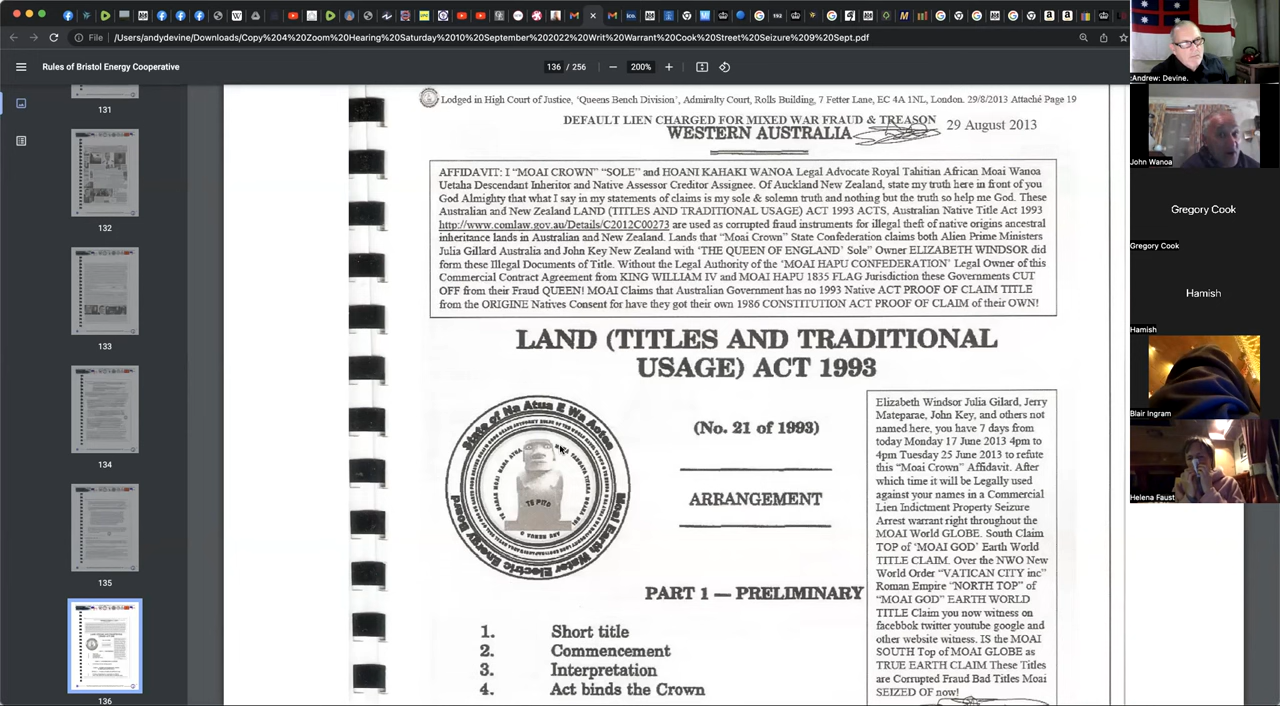 File
/Users/andydevine/Downloads/Copy%204%20Zoom%20Hearing%20Saturday%
Rules of Bristol Energy Cooperative
136 / 256
200%
131
132
133
134
135
136
Lodged in High Court of Justice, 'Queens Bench Division', Admiralty Court, Rolls Building, 7 Fetter Lane, EC 4A 1NL, London. 29/8/2013 Attaché Page 19
DEFAULT LIEN CHARGED FOR MIXED WAR FRAUD & TREASON
WESTERN AUSTRALIA
29 August 2013
AFFIDAVIT: I "MOAI CROWN" "SOLE" and HOANI KAHAKI WANOA Legal Advocate Royal Tahitian African Moai Wanoa
Uetaha Descendant Inheritor and Native Assessor Creditor Assignee. Of Auckland New Zealand, state my truth here in front of you
God Almighty that what I say in my statements of claims is my sole & solemn truth and nothing but the truth so help me God. These
Australian and New Zealand LAND (TITLES AND TRADITIONAL USAGE) ACT 1993 ACTS, Australian Native Title Act 1993
http://www.comlaw.gov.au/Details/C2012C00273 are used as corrupted fraud instruments for illegal theft of native origins ancestral
inheritance lands in Australian and New Zealand. Lands that "Moai Crown" State Confederation claims both Alien Prime Ministers
Julia Gillard Australia and John Key New Zealand with 'THE QUEEN OF ENGLAND' Sole" Owner ELIZABETH WINDSOR did
form these Illegal Documents of Title. Without the Legal Authority of the 'MOAI HAPU CONFEDERATION' Legal Owner of this
Commercial Contract Agreement from KING WILLIAM IV and MOAI HAPU 1835 FLAG Jurisdiction these Governments CUT
OFF from their Fraud QUEEN! MOAI Claims that Australian Government has no 1993 Native ACT PROOF OF CLAIM TITLE
from the ORIGINE Natives Consent for have they got their own 1986 CONSTITUTION ACT PROOF OF CLAIM of their OWN!
LAND (TITLES AND TRADITIONAL
USAGE) ACT 1993
TE PITO
(No. 21 of 1993)
ARRANGEMENT
PART 1 — PRELIMINARY
1. Short title
2. Commencement
3. Interpretation
4. Act binds the Crown
Elizabeth Windsor Julia Gilard, Jerry
Mateparae, John Key, and others not
named here, you have 7 days from
today Monday 17 June 2013 4pm to
4pm Tuesday 25 June 2013 to refute
this "Moai Crown" Affidavit. After
which time it will be Legally used
against your names in a Commercial
Lien Indictment Property Seizure
Arrest warrant right throughout the
MOAI World GLOBE. South Claim
TOP of 'MOAI GOD' Earth World
TITLE CLAIM. Over the NWO New
World Order "VATICAN CITY inc"
Roman Empire "NORTH TOP" of
"MOAI GOD" EARTH WORLD
TITLE Claim you now witness on
facebbok twitter youtube google and
other website witness. IS the MOAI
SOUTH Top of MOAI GLOBE as
TRUE EARTH CLAIM These Titles
are Corrupted Fraud Bad Titles Moai
SEIZED OF now!
Andrew: Devine.
John Wanoa
Gregory Cook
Gregory Cook
Hamish
Hamish
Blair Ingram
Helena Faust